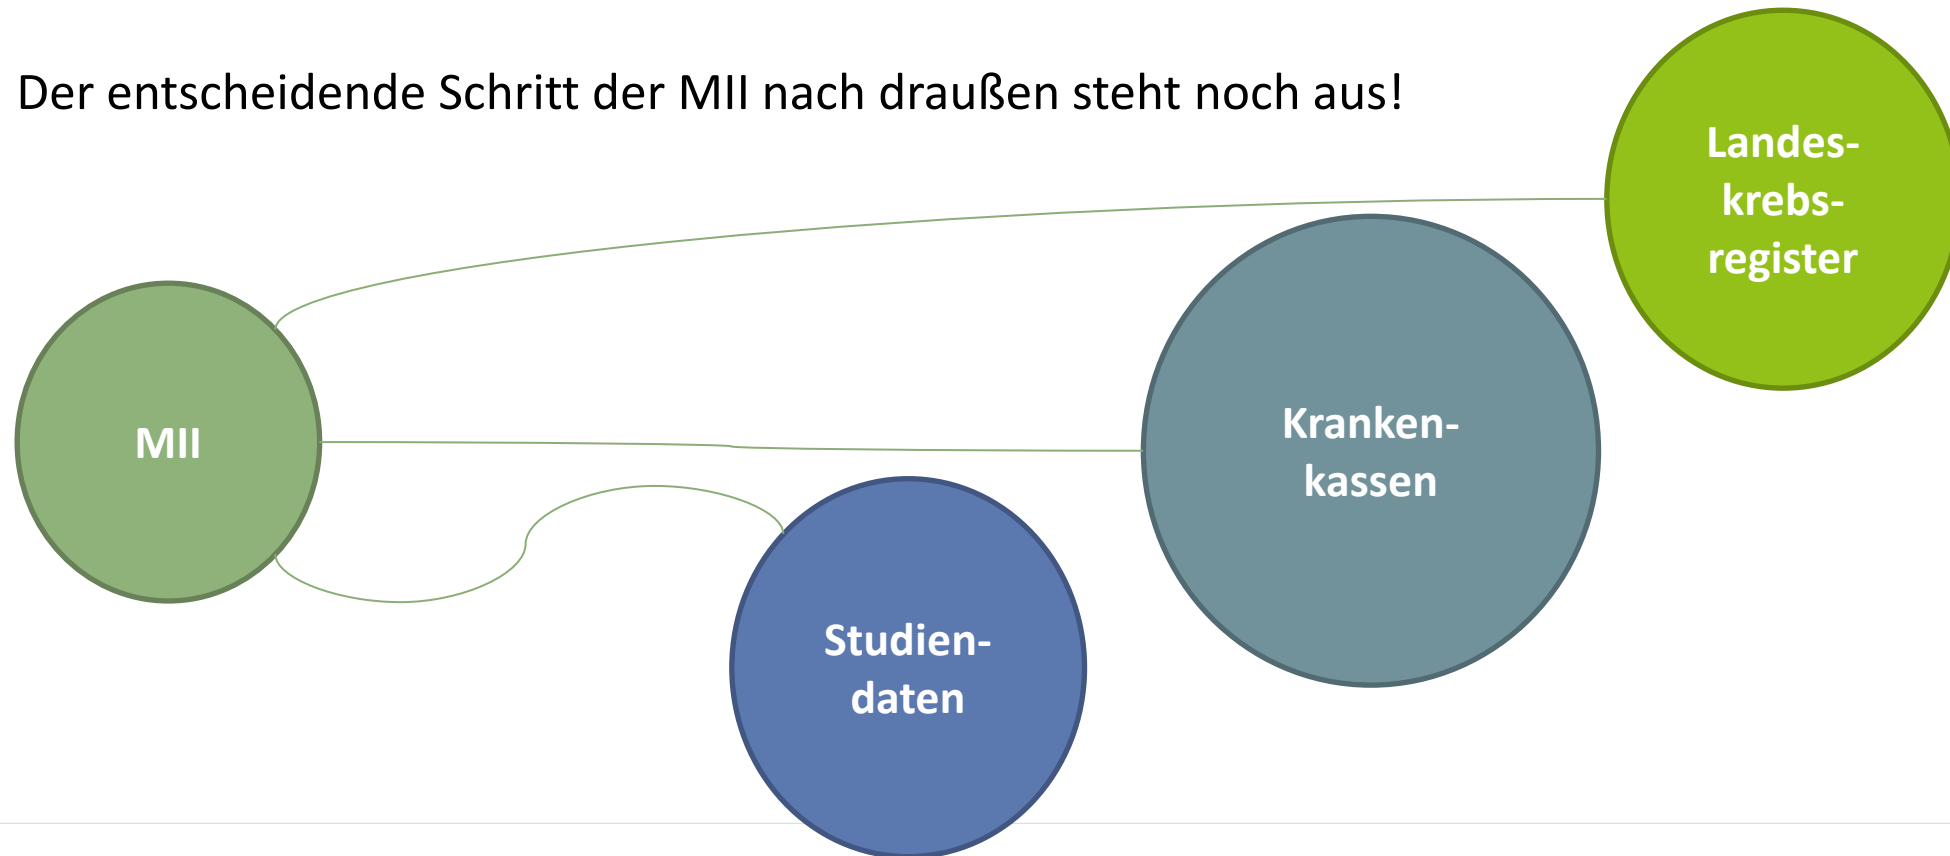 Der entscheidende Schritt der MII nach draußen steht noch aus!
Landes-
krebs-
register
MII
Kranken-
kassen
Studien-
daten